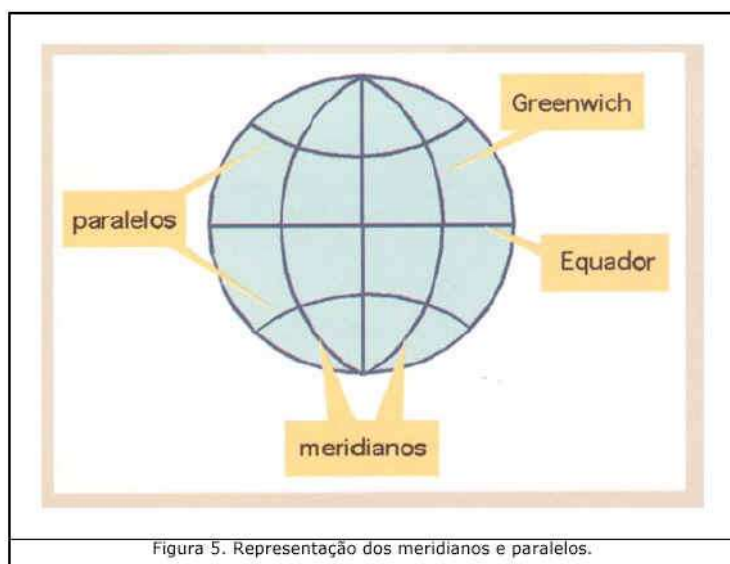 Greenwich
paralelos
Equador
meridianos
Figura 5. Representação dos meridianos e paralelos.